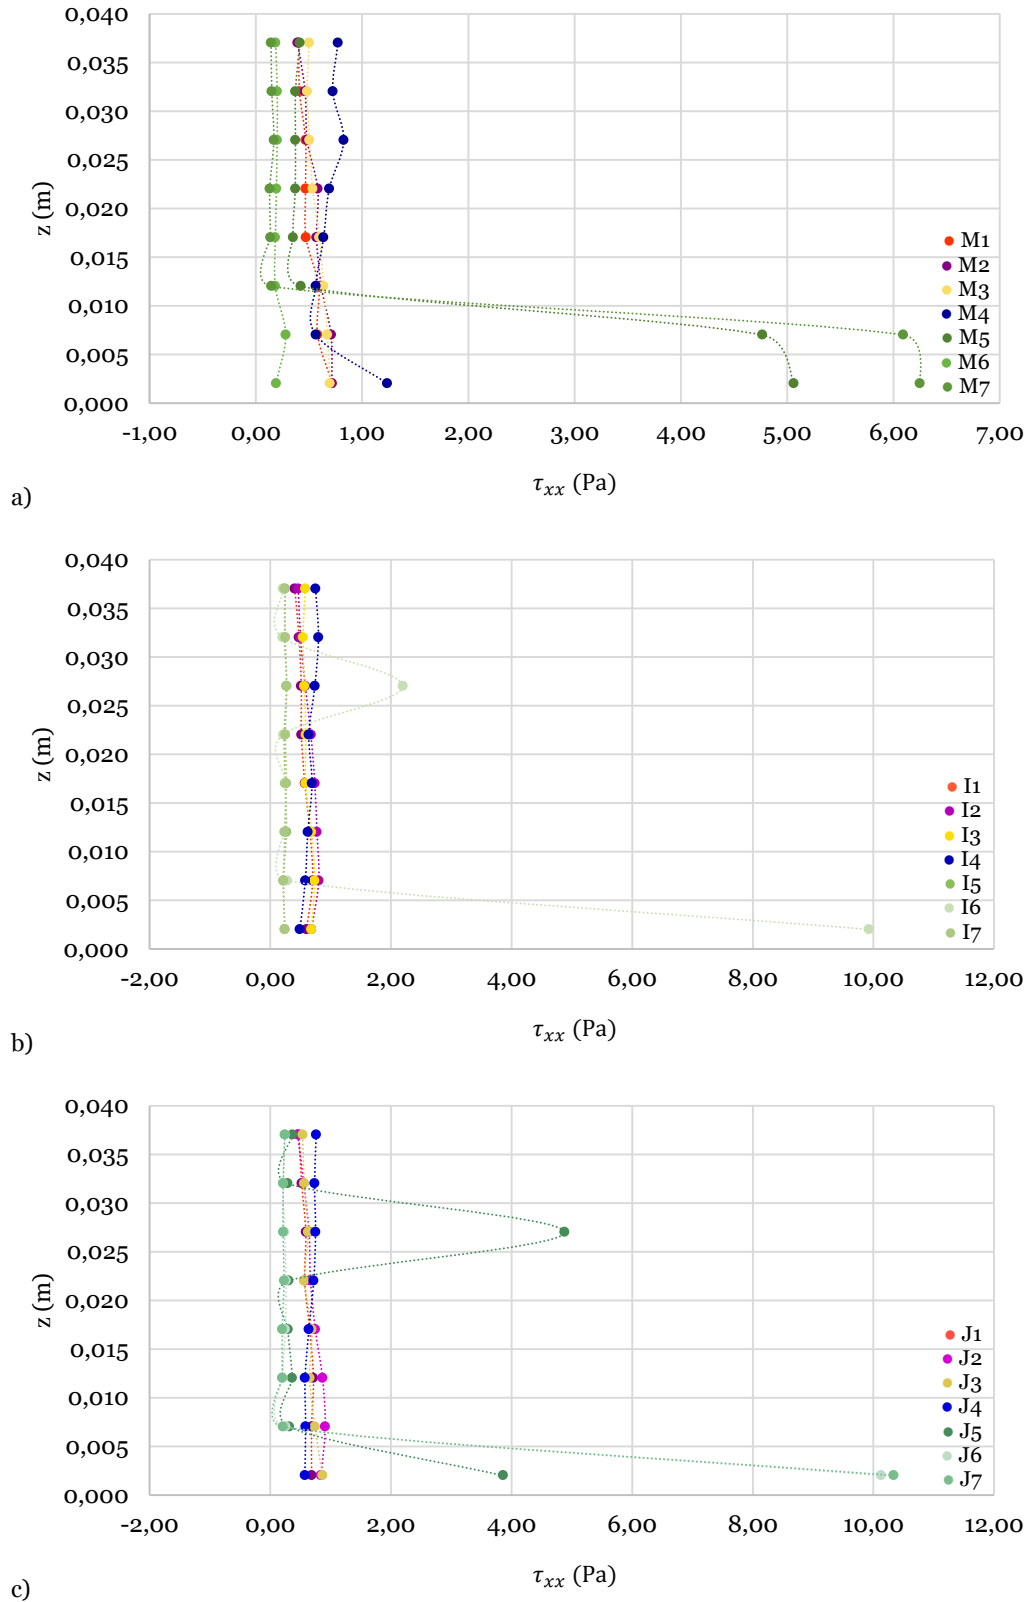 0,040
0,035
0,030
0,025
0,020
0,015
0,010
0,005
0,000
z (m)
M1
M2
M3
M4
M5
M6
M7
-1,00 0,00 1,00 2,00 3,00 4,00 5,00 6,00 7,00
τxx (Pa)
a)
0,040
0,035
0,030
0,025
0,020
0,015
0,010
0,005
0,000
z (m)
I1
I2
I3
I4
I5
I6
I7
-2,00 0,00 2,00 4,00 6,00 8,00 10,00 12,00
τxx (Pa)
b)
0,040
0,035
0,030
0,025
0,020
0,015
0,010
0,005
0,000
z (m)
J1
J2
J3
J4
J5
J6
J7
-2,00 0,00 2,00 4,00 6,00 8,00 10,00 12,00
τxx (Pa)
c)